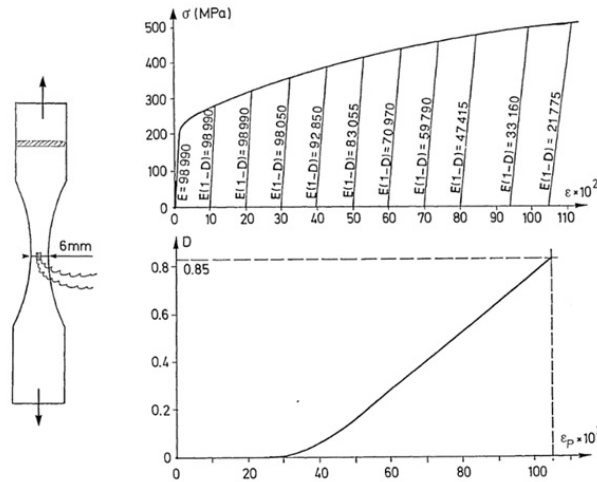 σ (MPa)
500
400
300
200
100
0
E=98 990
E(1-D)=98 990
E(1-D)=98 990
E(1-D)=98 050
E(1-D)=92 850
E(1-D)=83 055
E(1-D)=70 970
E(1-D)=59 790
E(1-D)=47 415
E(1-D)=33 160
E(1-D)=21 775
0 10 20 30 40 50 60 70 80 90 100 110
ε×10²
6mm
D
0.85
0.8
0.6
0.4
0.2
0
0 20 40 60 80 100
εP×10